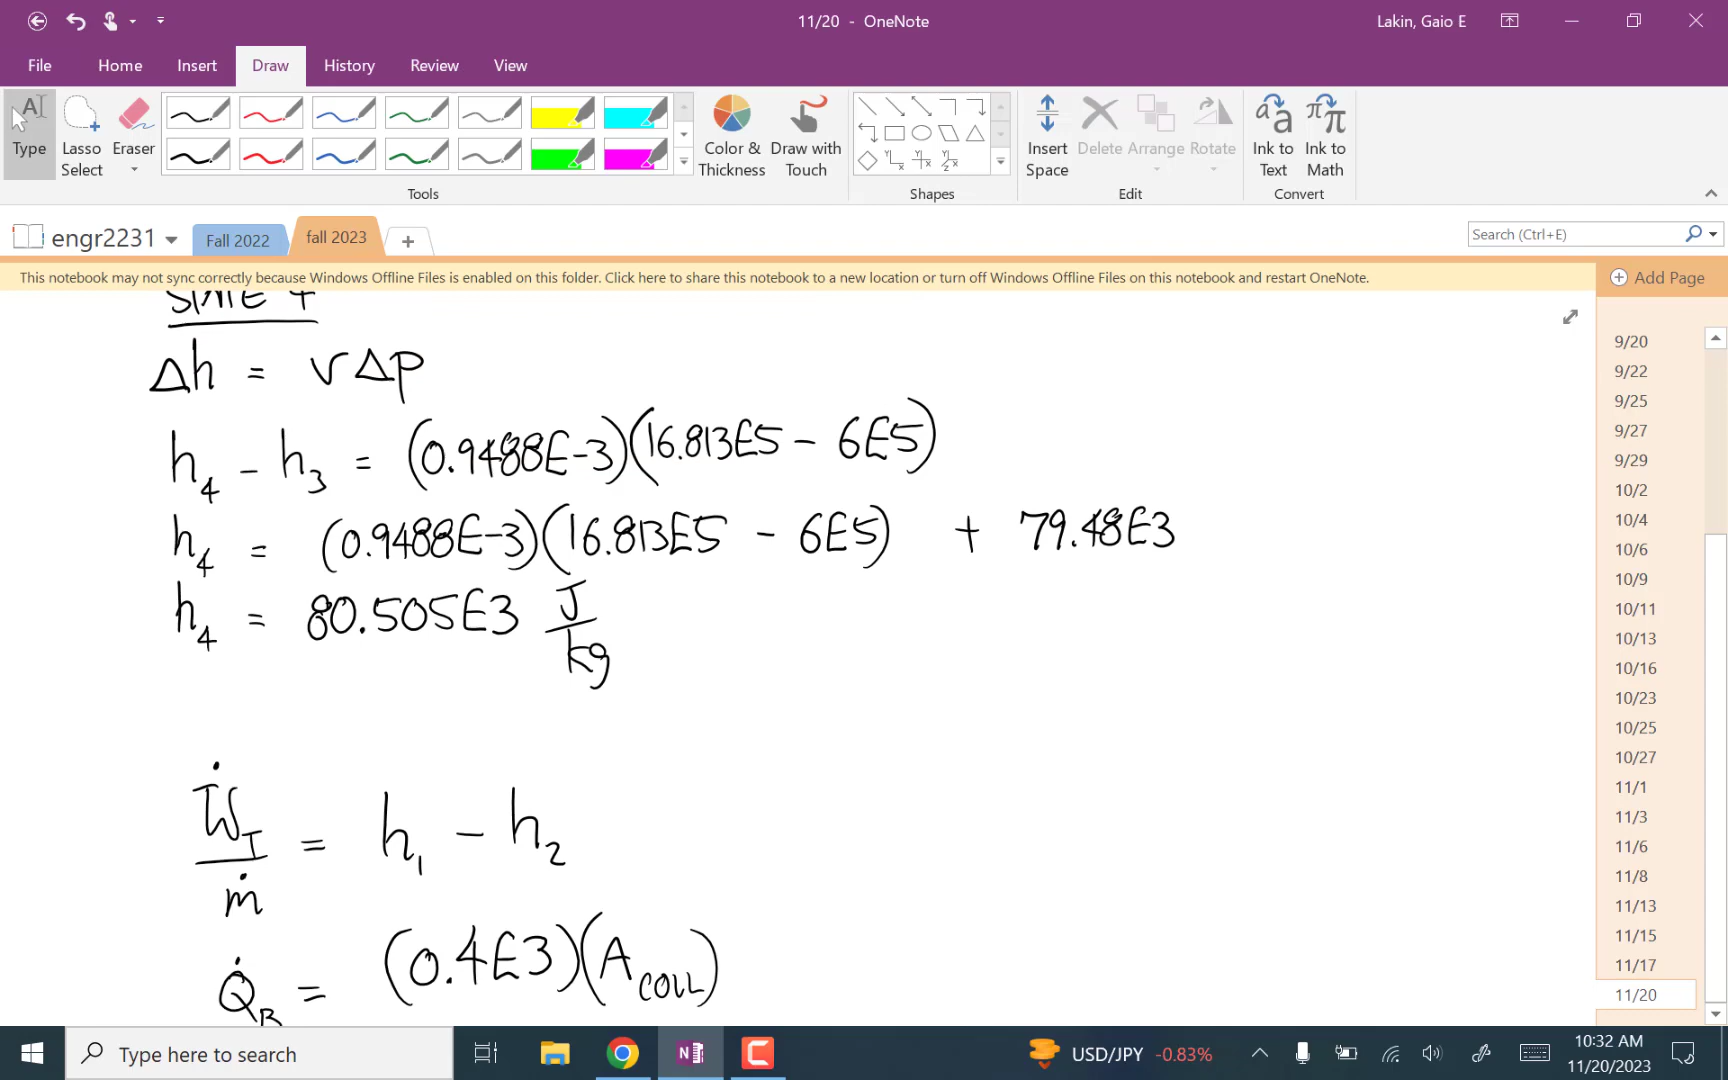 11/20 - OneNote
Lakin, Gaio E
File Home Insert Draw History Review View
Type
Lasso Select
Eraser
Color & Thickness
Draw with Touch
Insert Space
Delete
Arrange
Rotate
Ink to Text
Ink to Math
Tools
Shapes
Edit
Convert
engr2231
Fall 2022
fall 2023
Search (Ctrl+E)
This notebook may not sync correctly because Windows Offline Files is enabled on this folder. Click here to share this notebook to a new location or turn off Windows Offline Files on this notebook and restart OneNote.
Add Page
STATE 4
Δh = vΔp
h₄ - h₃ = (0.9488E-3)(16.813E5 - 6E5)
h₄ = (0.9488E-3)(16.813E5 - 6E5) + 79.48E3
h₄ = 80.505E3 J/kg
Ẇ_T/ṁ = h₁ - h₂
Q̇_B = (0.4E3)(A_COLL)
9/20
9/22
9/25
9/27
9/29
10/2
10/4
10/6
10/9
10/11
10/13
10/16
10/23
10/25
10/27
11/1
11/3
11/6
11/8
11/13
11/15
11/17
11/20
Type here to search
USD/JPY -0.83%
10:32 AM
11/20/2023